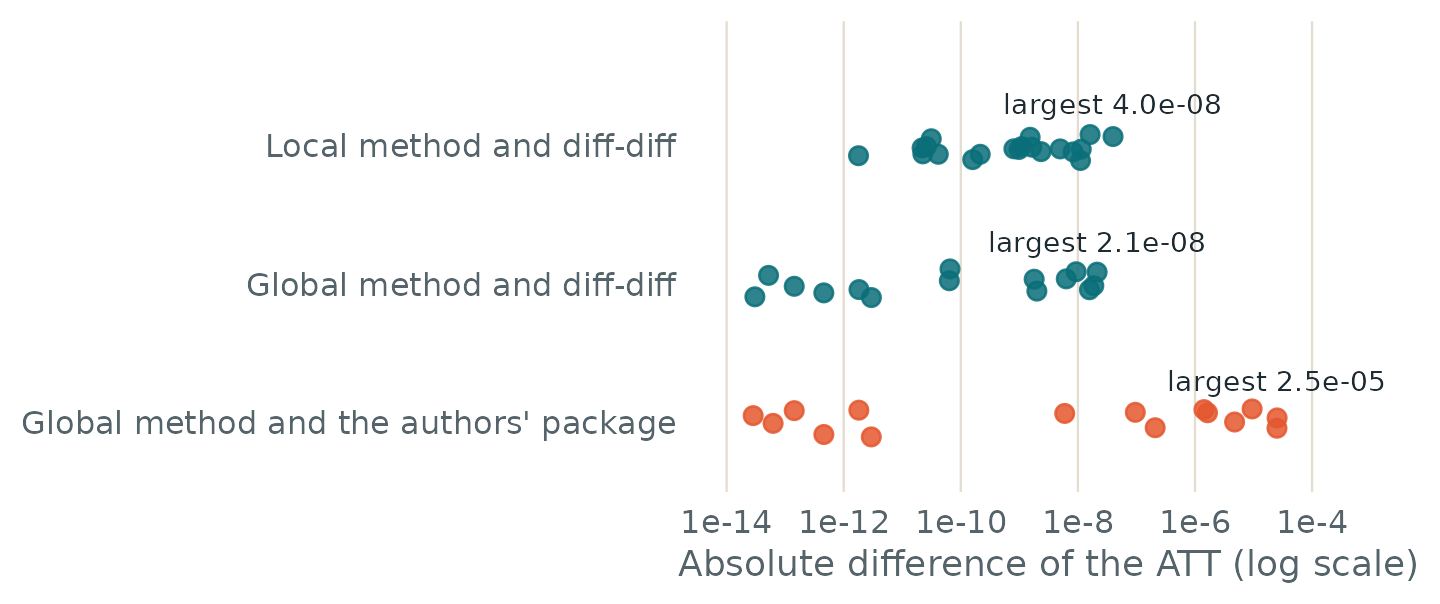 largest 4.0e-08
Local method and diff-diff
largest 2.1e-08
Global method and diff-diff
largest 2.5e-05
Global method and the authors' package
1e-14 1e-12 1e-10 1e-8 1e-6 1e-4
Absolute difference of the ATT (log scale)